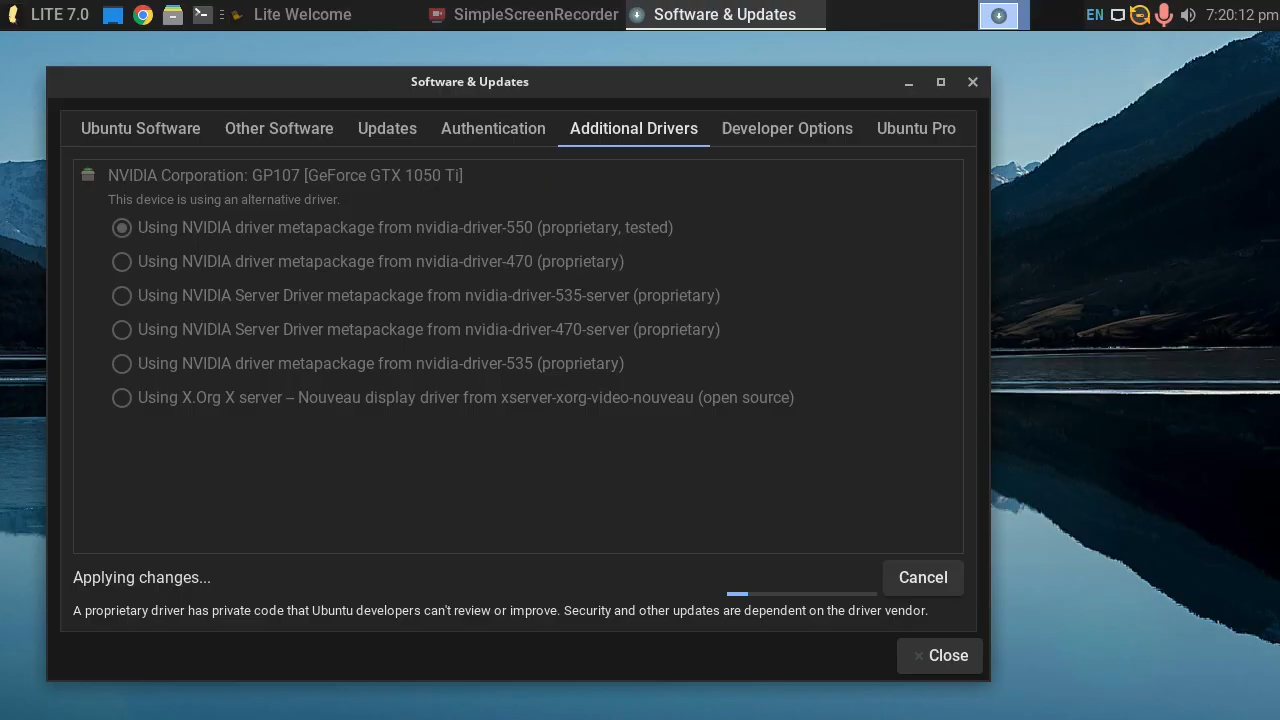 LITE 7.0
Lite Welcome
SimpleScreenRecorder
Software & Updates
EN
7:20:12 pm
Software & Updates
Ubuntu Software
Other Software
Updates
Authentication
Additional Drivers
Developer Options
Ubuntu Pro
NVIDIA Corporation: GP107 [GeForce GTX 1050 Ti]
This device is using an alternative driver.
Using NVIDIA driver metapackage from nvidia-driver-550 (proprietary, tested)
Using NVIDIA driver metapackage from nvidia-driver-470 (proprietary)
Using NVIDIA Server Driver metapackage from nvidia-driver-535-server (proprietary)
Using NVIDIA Server Driver metapackage from nvidia-driver-470-server (proprietary)
Using NVIDIA driver metapackage from nvidia-driver-535 (proprietary)
Using X.Org X server – Nouveau display driver from xserver-xorg-video-nouveau (open source)
Applying changes...
Cancel
A proprietary driver has private code that Ubuntu developers can't review or improve. Security and other updates are dependent on the driver vendor.
Close